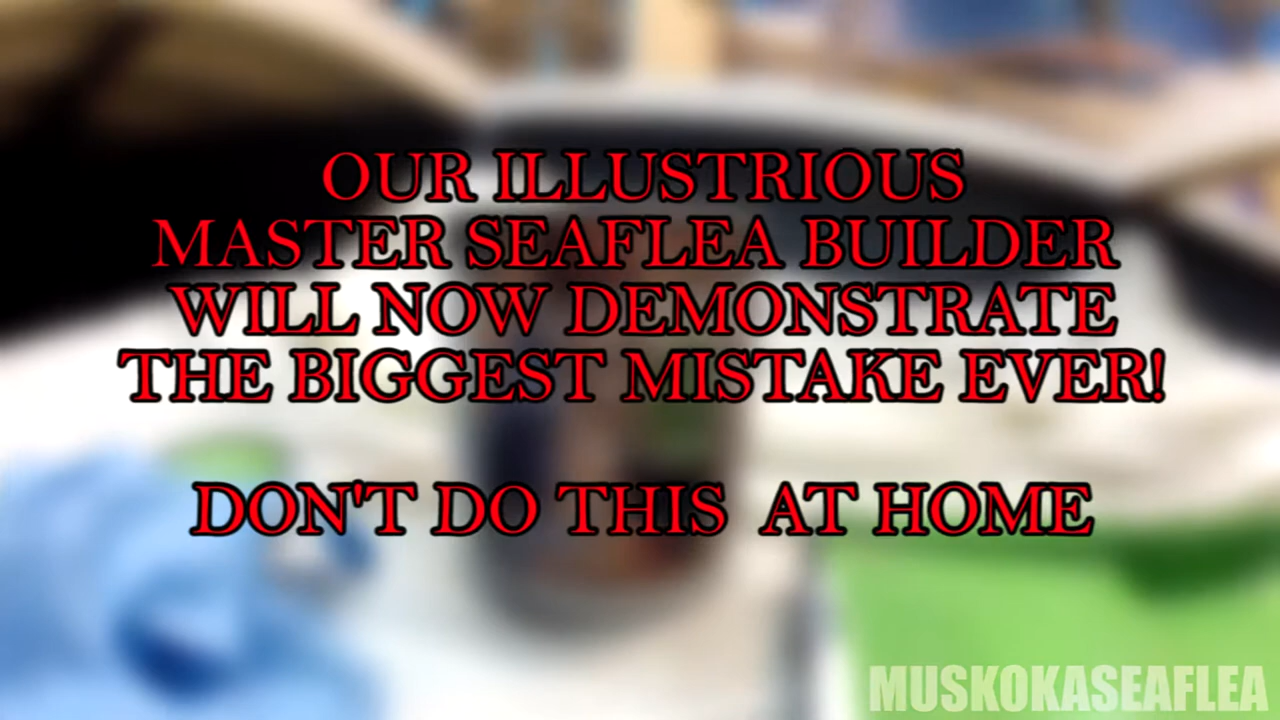 OUR ILLUSTRIOUS
MASTER SEAFLEA BUILDER
WILL NOW DEMONSTRATE
THE BIGGEST MISTAKE EVER!
DON'T DO THIS AT HOME
MUSKOKASEAFLEA